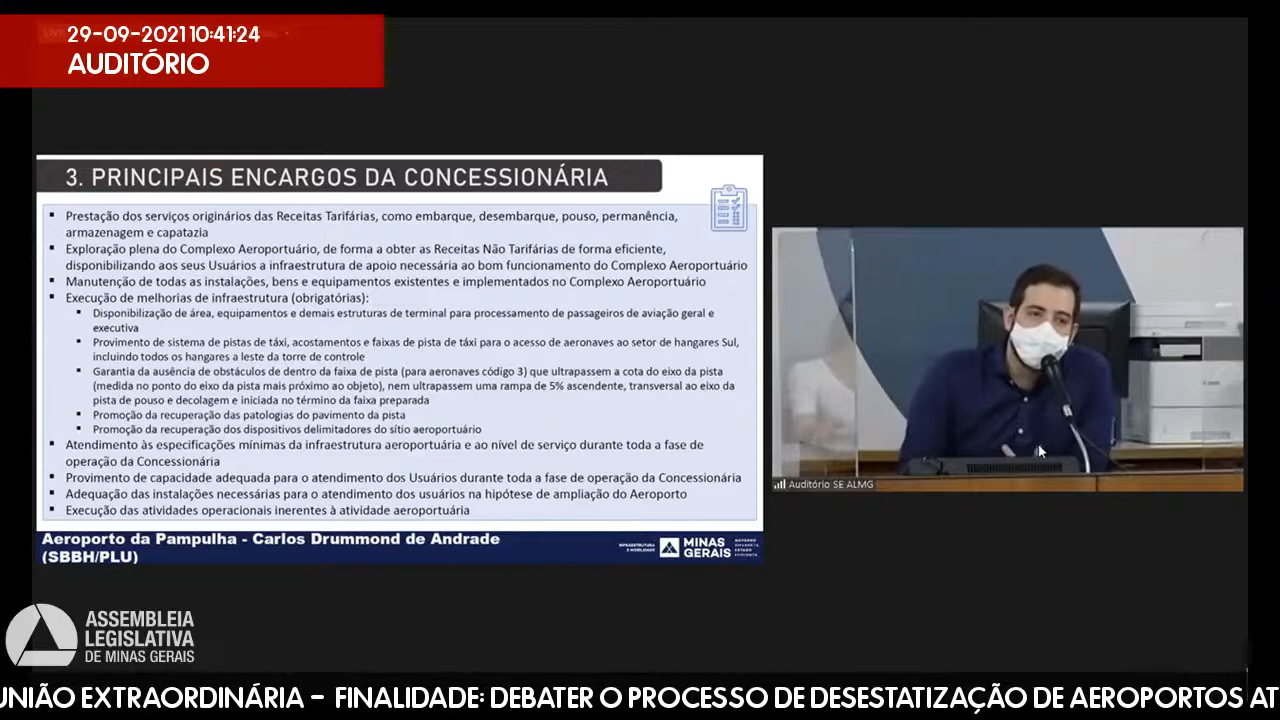 29-09-2021 10:41:24
AUDITÓRIO
3. PRINCIPAIS ENCARGOS DA CONCESSIONÁRIA
▪ Prestação dos serviços originários das Receitas Tarifárias, como embarque, desembarque, pouso, permanência,
armazenagem e capatazia
▪ Exploração plena do Complexo Aeroportuário, de forma a obter as Receitas Não Tarifárias de forma eficiente,
disponibilizando aos seus Usuários a infraestrutura de apoio necessária ao bom funcionamento do Complexo Aeroportuário
▪ Manutenção de todas as instalações, bens e equipamentos existentes e implementados no Complexo Aeroportuário
▪ Execução de melhorias de infraestrutura (obrigatórias):
▪ Disponibilização de área, equipamentos e demais estruturas de terminal para processamento de passageiros de aviação geral e
executiva
▪ Provimento de sistema de pistas de táxi, acostamentos e faixas de pista de táxi para o acesso de aeronaves ao setor de hangares Sul,
incluindo todos os hangares a leste da torre de controle
▪ Garantia da ausência de obstáculos de dentro da faixa de pista (para aeronaves código 3) que ultrapassem a cota do eixo da pista
(medida no ponto do eixo da pista mais próximo ao objeto), nem ultrapassem uma rampa de 5% ascendente, transversal ao eixo da
pista de pouso e decolagem e iniciada no término da faixa preparada
▪ Promoção da recuperação das patologias do pavimento da pista
▪ Promoção da recuperação dos dispositivos delimitadores do sítio aeroportuário
▪ Atendimento às especificações mínimas da infraestrutura aeroportuária e ao nível de serviço durante toda a fase de
operação da Concessionária
▪ Provimento de capacidade adequada para o atendimento dos Usuários durante toda a fase de operação da Concessionária
▪ Adequação das instalações necessárias para o atendimento dos usuários na hipótese de ampliação do Aeroporto
▪ Execução das atividades operacionais inerentes à atividade aeroportuária
Aeroporto da Pampulha - Carlos Drummond de Andrade
(SBBH/PLU)
INFRAESTRUTURA
E MOBILIDADE
MINAS
GERAIS
Auditório SE ALMG
ASSEMBLEIA
LEGISLATIVA
DE MINAS GERAIS
UNIÃO EXTRAORDINÁRIA – FINALIDADE: DEBATER O PROCESSO DE DESESTATIZAÇÃO DE AEROPORTOS AT